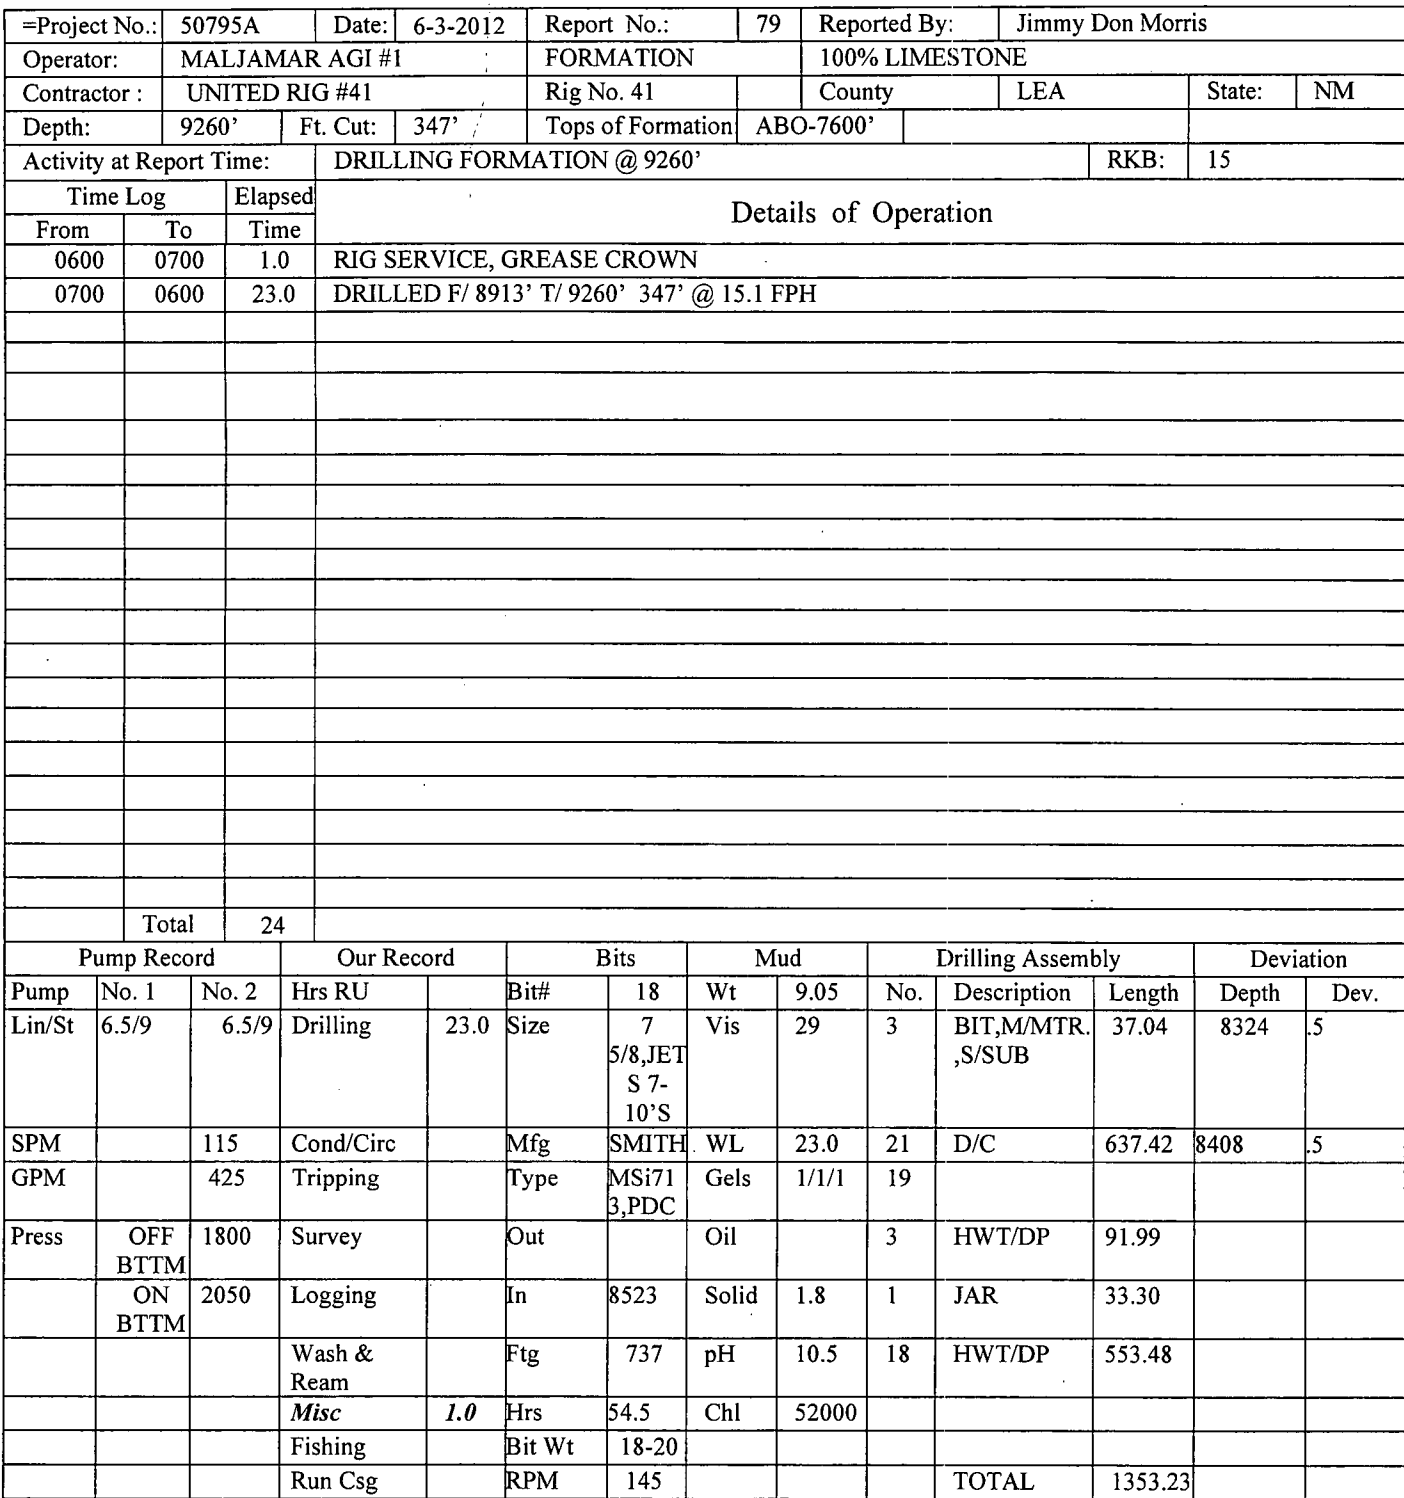 =Project No.: 50795A Date: 6-3-2012 Report No.: 79 Reported By: Jimmy Don Morris
Operator: MALJAMAR AGI #1 FORMATION 100% LIMESTONE
Contractor : UNITED RIG #41 Rig No. 41 County LEA State: NM
Depth: 9260' Ft. Cut: 347' Tops of Formation ABO-7600'
Activity at Report Time: DRILLING FORMATION @ 9260' RKB: 15
Time Log Elapsed Details of Operation
From To Time
0600 0700 1.0 RIG SERVICE, GREASE CROWN
0700 0600 23.0 DRILLED F/ 8913' T/ 9260' 347' @ 15.1 FPH
Total 24
Pump Record Our Record Bits Mud Drilling Assembly Deviation
Pump No. 1 No. 2 Hrs RU Bit# 18 Wt 9.05 No. Description Length Depth Dev.
Lin/St 6.5/9 6.5/9 Drilling 23.0 Size 7 Vis 29 3 BIT,M/MTR. 37.04 8324 .5
5/8,JET ,S/SUB
S 7-
10'S
SPM 115 Cond/Circ Mfg SMITH WL 23.0 21 D/C 637.42 8408 .5
GPM 425 Tripping Type MSi71 Gels 1/1/1 19
3,PDC
Press OFF 1800 Survey Out Oil 3 HWT/DP 91.99
BTTM
ON 2050 Logging In 8523 Solid 1.8 1 JAR 33.30
BTTM
Wash & Ftg 737 pH 10.5 18 HWT/DP 553.48
Ream
Misc 1.0 Hrs 54.5 Chl 52000
Fishing Bit Wt 18-20
Run Csg RPM 145 TOTAL 1353.23